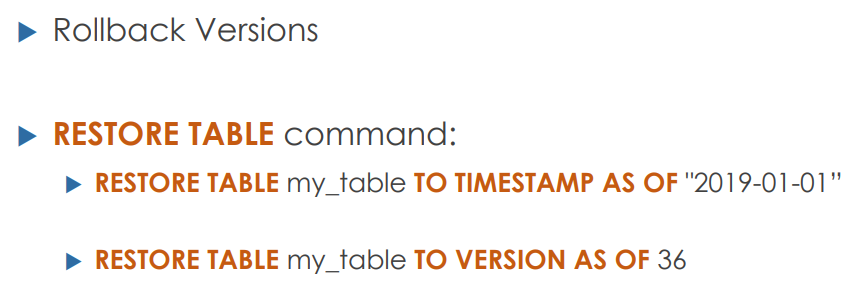 Rollback Versions
RESTORE TABLE command:
RESTORE TABLE my_table TO TIMESTAMP AS OF "2019-01-01”
RESTORE TABLE my_table TO VERSION AS OF 36